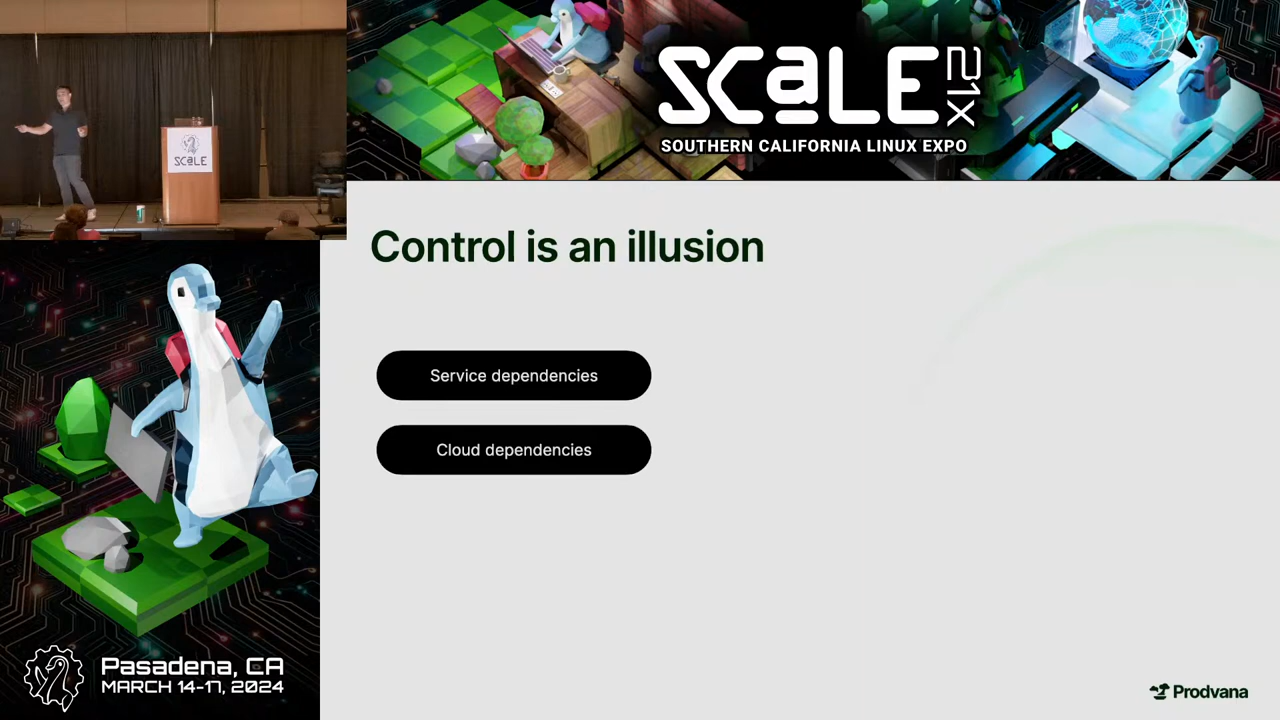 SCALE
SCALE 21X
SOUTHERN CALIFORNIA LINUX EXPO
Control is an illusion
Service dependencies
Cloud dependencies
Pasadena, CA
MARCH 14-17, 2024
Prodvana